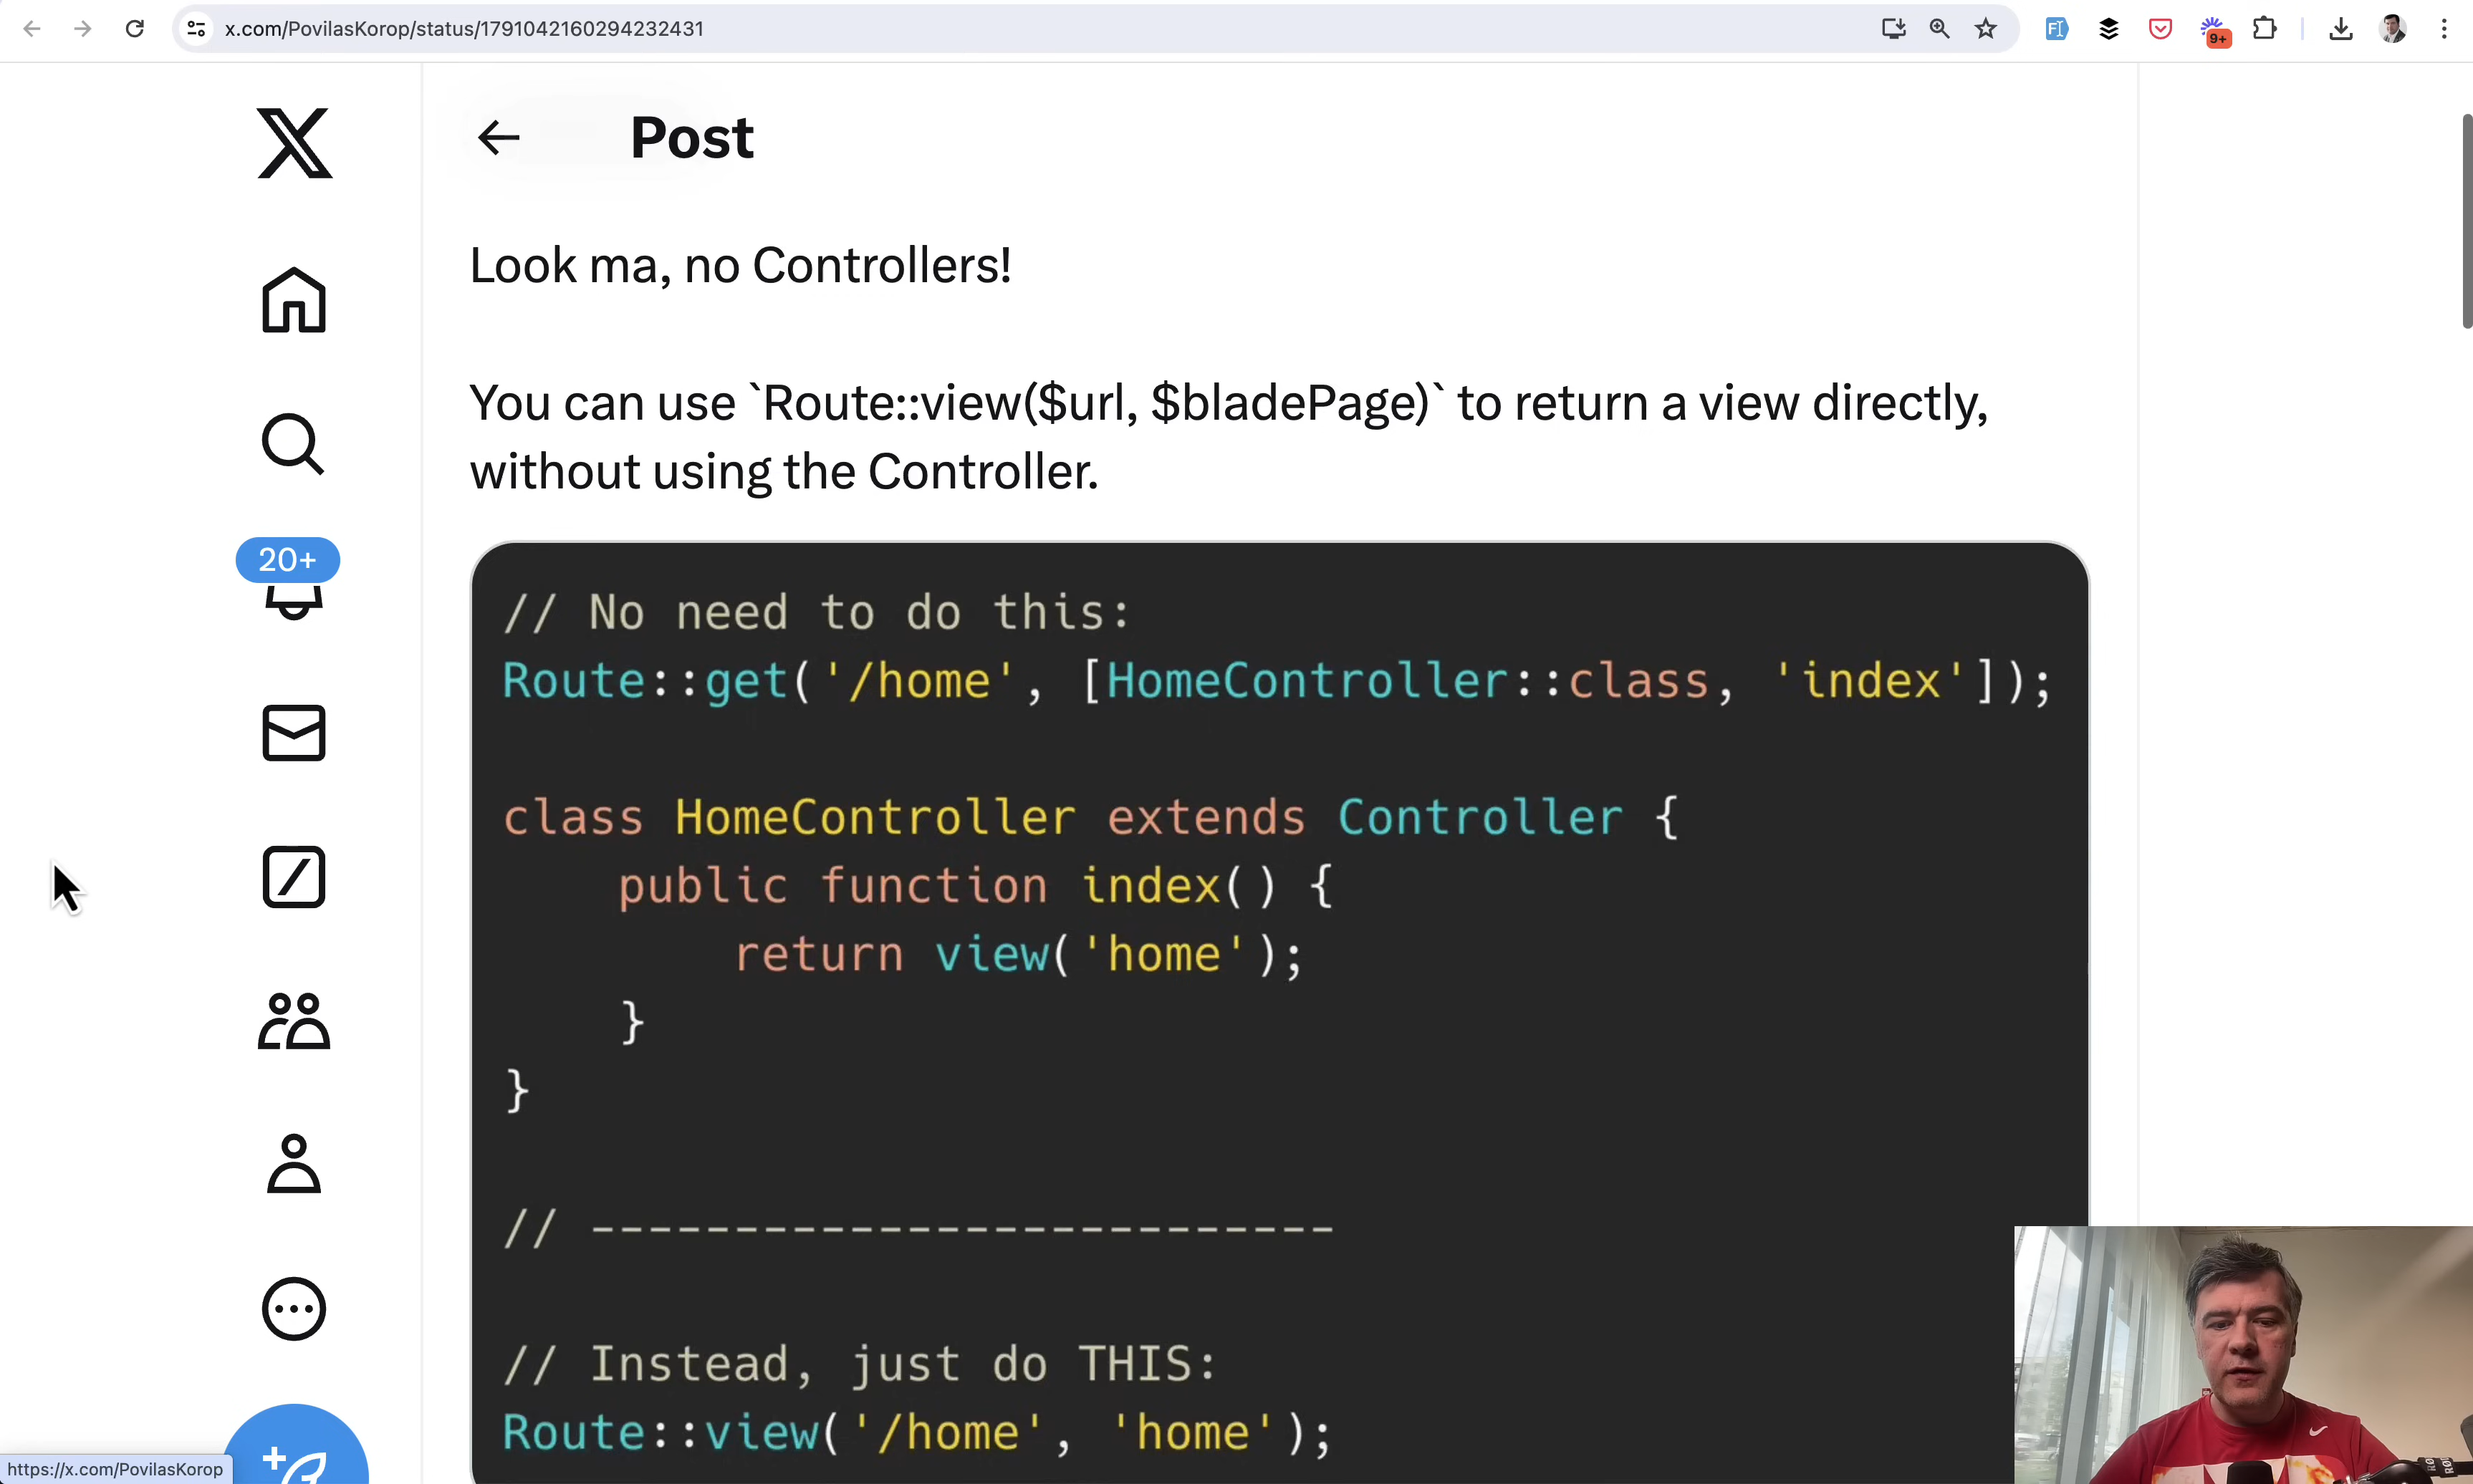 x.com/PovilasKorop/status/1791042160294232431
9+
Post
20+
Look ma, no Controllers!
You can use `Route::view($url, $bladePage)` to return a view directly,
without using the Controller.
// No need to do this:
Route::get('/home', [HomeController::class, 'index']);
class HomeController extends Controller {
public function index() {
return view('home');
}
}
// --------------------------
// Instead, just do THIS:
Route::view('/home', 'home');
https://x.com/PovilasKorop